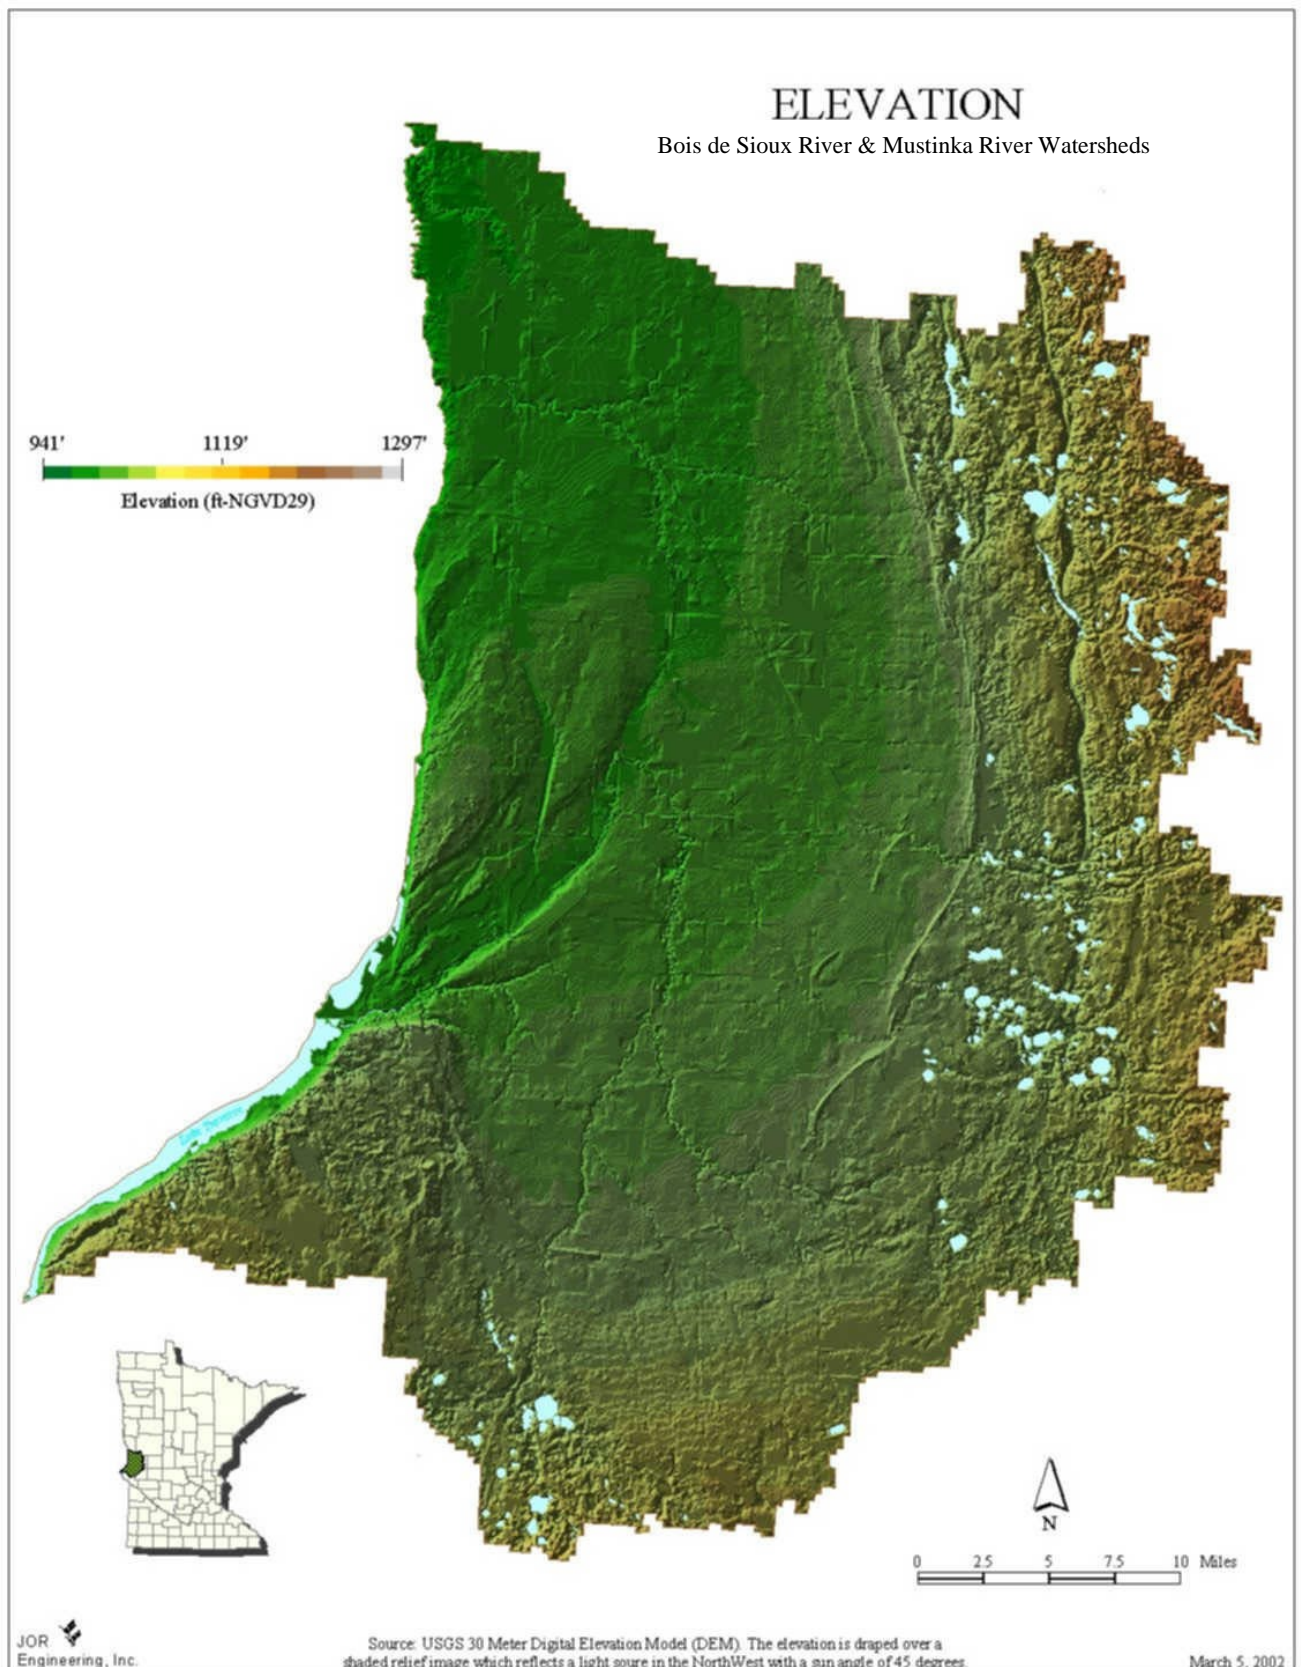 ELEVATION
Bois de Sioux River & Mustinka River Watersheds
941' 1119' 1297'
Elevation (ft-NGVD29)
Lake Traverse
N
0 2.5 5 7.5 10 Miles
JOR
Engineering, Inc.
Source: USGS 30 Meter Digital Elevation Model (DEM). The elevation is draped over a
shaded relief image which reflects a light soure in the NorthWest with a sun angle of 45 degrees.
March 5, 2002